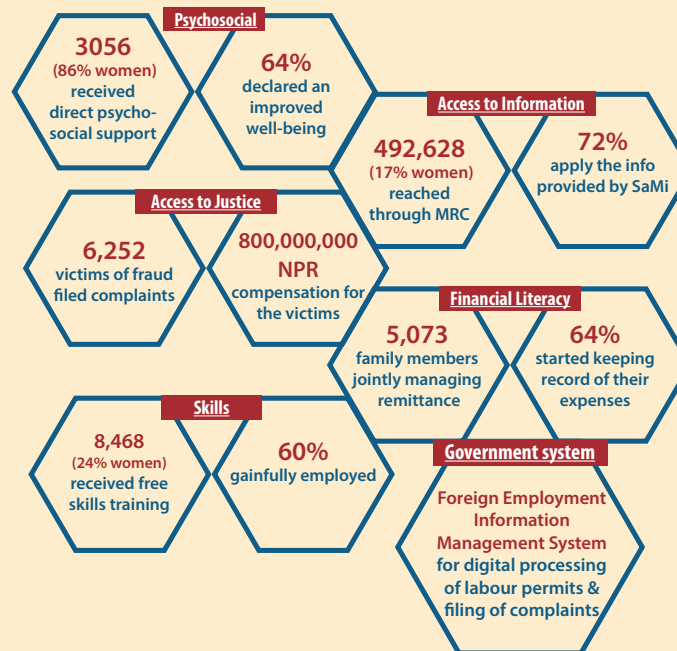 Psychosocial
3056
(86% women)
received
direct psycho-
social support
64%
declared an
improved
well-being
Access to Information
492,628
(17% women)
reached
through MRC
72%
apply the info
provided by SaMi
Access to Justice
6,252
victims of fraud
filed complaints
800,000,000
NPR
compensation for
the victims
Financial Literacy
5,073
family members
jointly managing
remittance
64%
started keeping
record of their
expenses
Skills
8,468
(24% women)
received free
skills training
60%
gainfully employed
Government system
Foreign Employment
Information
Management System
for digital processing
of labour permits &
filing of complaints